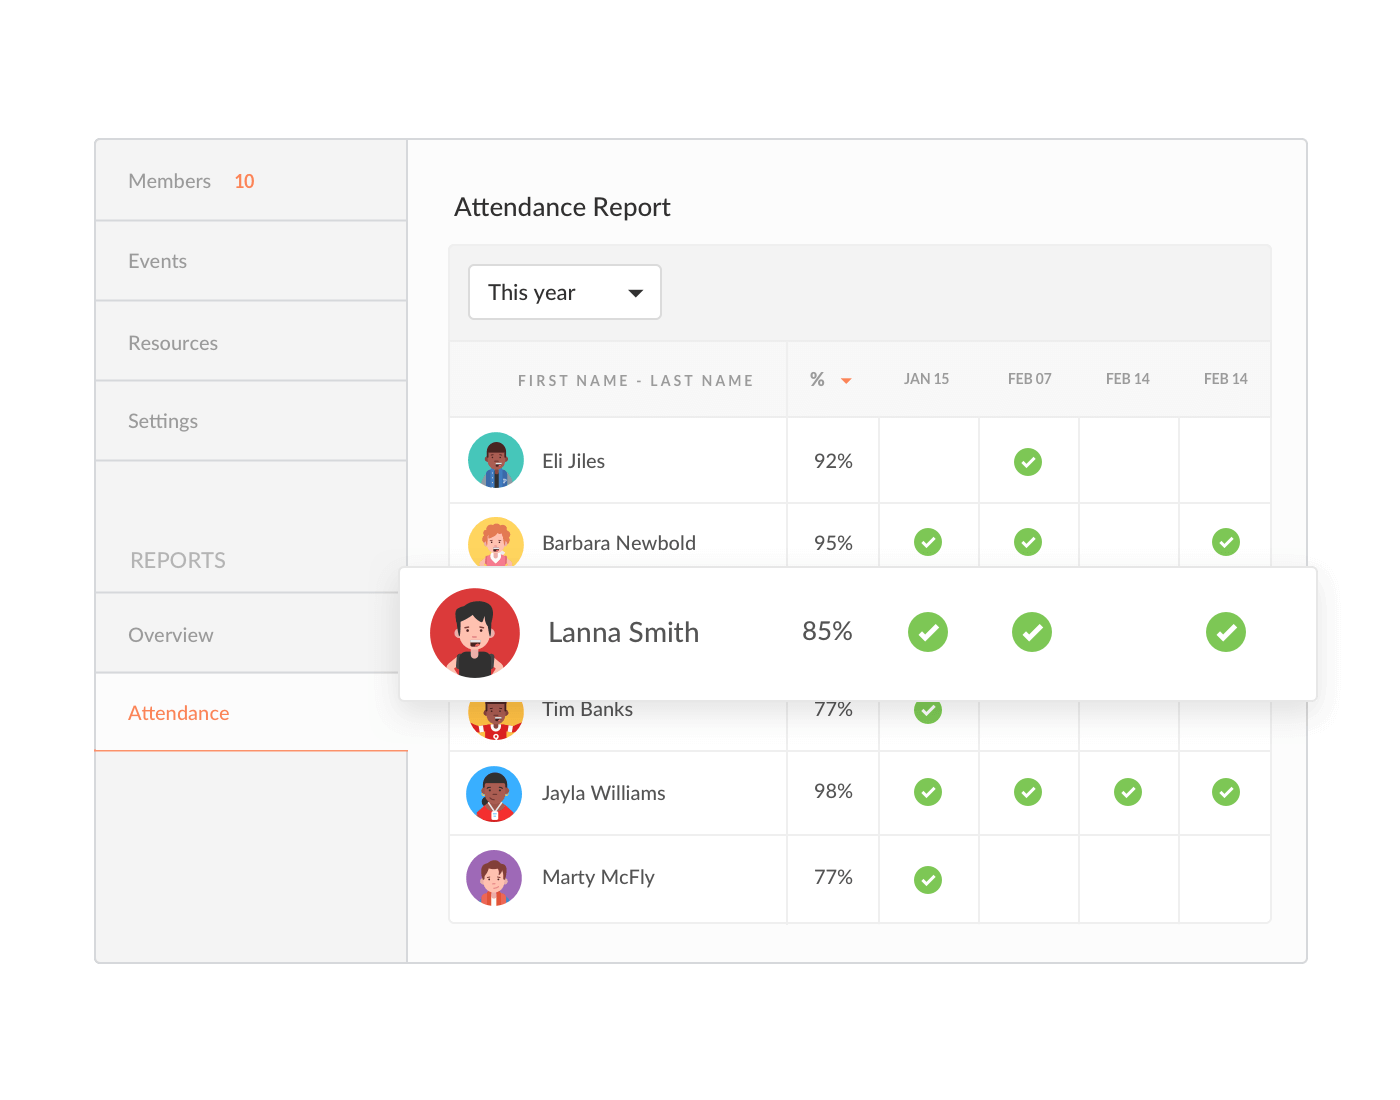 Members 10
Events
Resources
Settings
REPORTS
Overview
Attendance
Attendance Report
This year
FIRST NAME - LAST NAME % JAN 15 FEB 07 FEB 14 FEB 14
Eli Jiles 92%
Barbara Newbold 95%
Lanna Smith 85%
Tim Banks 77%
Jayla Williams 98%
Marty McFly 77%